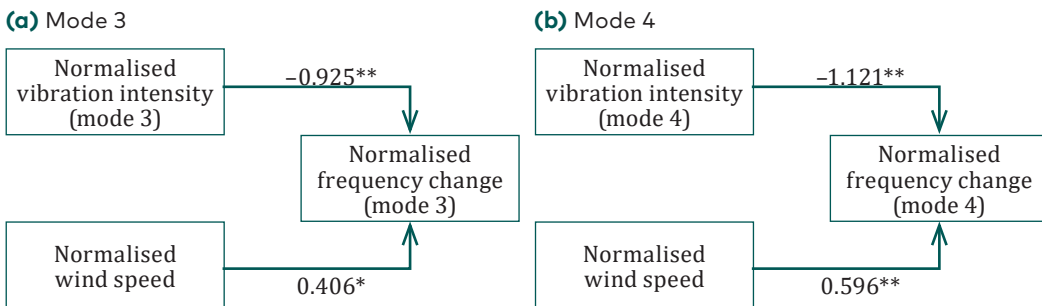 (a) Mode 3
Normalised
vibration intensity
(mode 3)
–0.925**
Normalised
frequency change
(mode 3)
Normalised
wind speed
0.406*
(b) Mode 4
Normalised
vibration intensity
(mode 4)
–1.121**
Normalised
frequency change
(mode 4)
Normalised
wind speed
0.596**